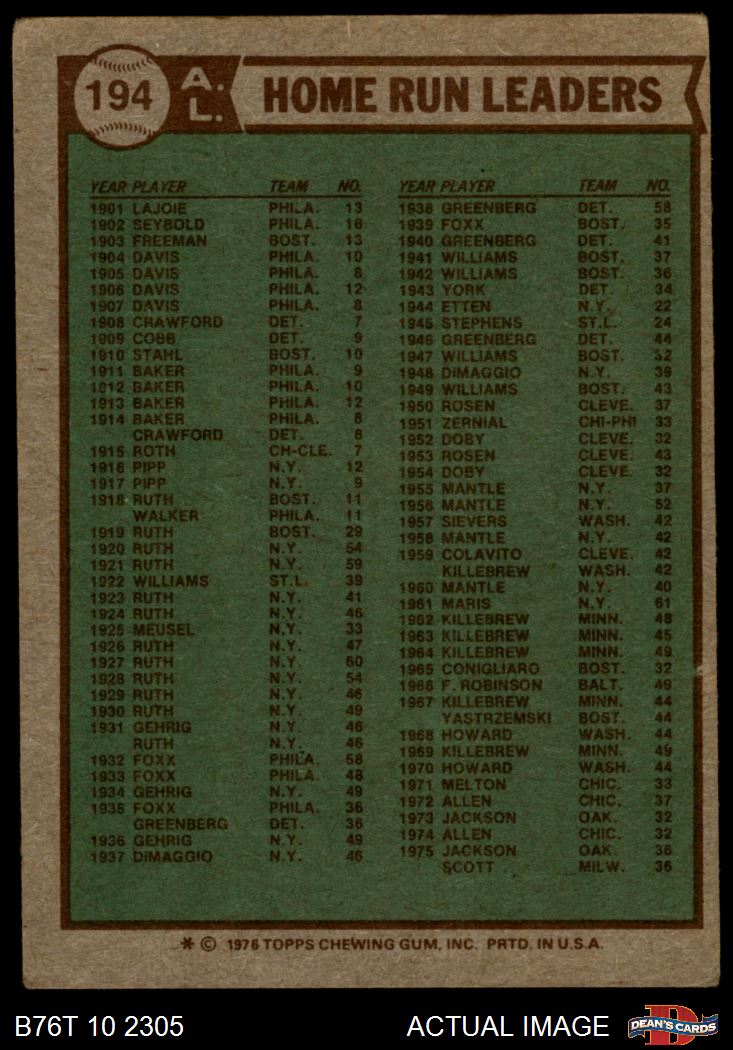 194 A.L. HOME RUN LEADERS
YEAR PLAYER TEAM NO.
1901 LAJOIE PHILA. 13
1902 SEYBOLD PHILA. 16
1903 FREEMAN BOST. 13
1904 DAVIS PHILA. 10
1905 DAVIS PHILA. 8
1906 DAVIS PHILA. 12
1907 DAVIS PHILA. 8
1908 CRAWFORD DET. 7
1909 COBB DET. 9
1910 STAHL BOST. 10
1911 BAKER PHILA. 9
1912 BAKER PHILA. 10
1913 BAKER PHILA. 12
1914 BAKER PHILA. 8
CRAWFORD DET. 8
1915 ROTH CH-CLE. 7
1916 PIPP N.Y. 12
1917 PIPP N.Y. 9
1918 RUTH BOST. 11
WALKER PHILA. 11
1919 RUTH BOST. 29
1920 RUTH N.Y. 54
1921 RUTH N.Y. 59
1922 WILLIAMS ST.L. 39
1923 RUTH N.Y. 41
1924 RUTH N.Y. 46
1925 MEUSEL N.Y. 33
1926 RUTH N.Y. 47
1927 RUTH N.Y. 60
1928 RUTH N.Y. 54
1929 RUTH N.Y. 46
1930 RUTH N.Y. 49
1931 GEHRIG N.Y. 46
RUTH N.Y. 46
1932 FOXX PHILA. 58
1933 FOXX PHILA. 48
1934 GEHRIG N.Y. 49
1935 FOXX PHILA. 36
GREENBERG DET. 36
1936 GEHRIG N.Y. 49
1937 DiMAGGIO N.Y. 46
YEAR PLAYER TEAM NO.
1938 GREENBERG DET. 58
1939 FOXX BOST. 35
1940 GREENBERG DET. 41
1941 WILLIAMS BOST. 37
1942 WILLIAMS BOST. 36
1943 YORK DET. 34
1944 ETTEN N.Y. 22
1945 STEPHENS ST.L. 24
1946 GREENBERG DET. 44
1947 WILLIAMS BOST. 32
1948 DiMAGGIO N.Y. 39
1949 WILLIAMS BOST. 43
1950 ROSEN CLEVE. 37
1951 ZERNIAL CHI-PHI 33
1952 DOBY CLEVE. 32
1953 ROSEN CLEVE. 43
1954 DOBY CLEVE. 32
1955 MANTLE N.Y. 37
1956 MANTLE N.Y. 52
1957 SIEVERS WASH. 42
1958 MANTLE N.Y. 42
1959 COLAVITO CLEVE. 42
KILLEBREW WASH. 42
1960 MANTLE N.Y. 40
1961 MARIS N.Y. 61
1962 KILLEBREW MINN. 48
1963 KILLEBREW MINN. 45
1964 KILLEBREW MINN. 49
1965 CONIGLIARO BOST. 32
1966 F. ROBINSON BALT. 49
1967 KILLEBREW MINN. 44
YASTRZEMSKI BOST. 44
1968 HOWARD WASH. 44
1969 KILLEBREW MINN. 49
1970 HOWARD WASH. 44
1971 MELTON CHIC. 33
1972 ALLEN CHIC. 37
1973 JACKSON OAK. 32
1974 ALLEN CHIC. 32
1975 JACKSON OAK. 36
SCOTT MILW. 36
* © 1976 TOPPS CHEWING GUM, INC. PRTD. IN U.S.A.
B76T 10 2305 ACTUAL IMAGE D DEAN'S CARDS